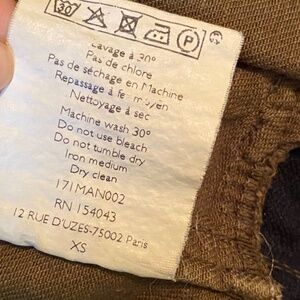 30
P
Lavage à 30°
Pas de chlore
Pas de séchage en Machine
Repassage à fer moyen
Nettoyage à sec
Machine wash 30°
Do not use bleach
Do not tumble dry
Iron medium
Dry clean
171MAN002
RN 154043
12 RUE D'UZES-75002 Paris
XS